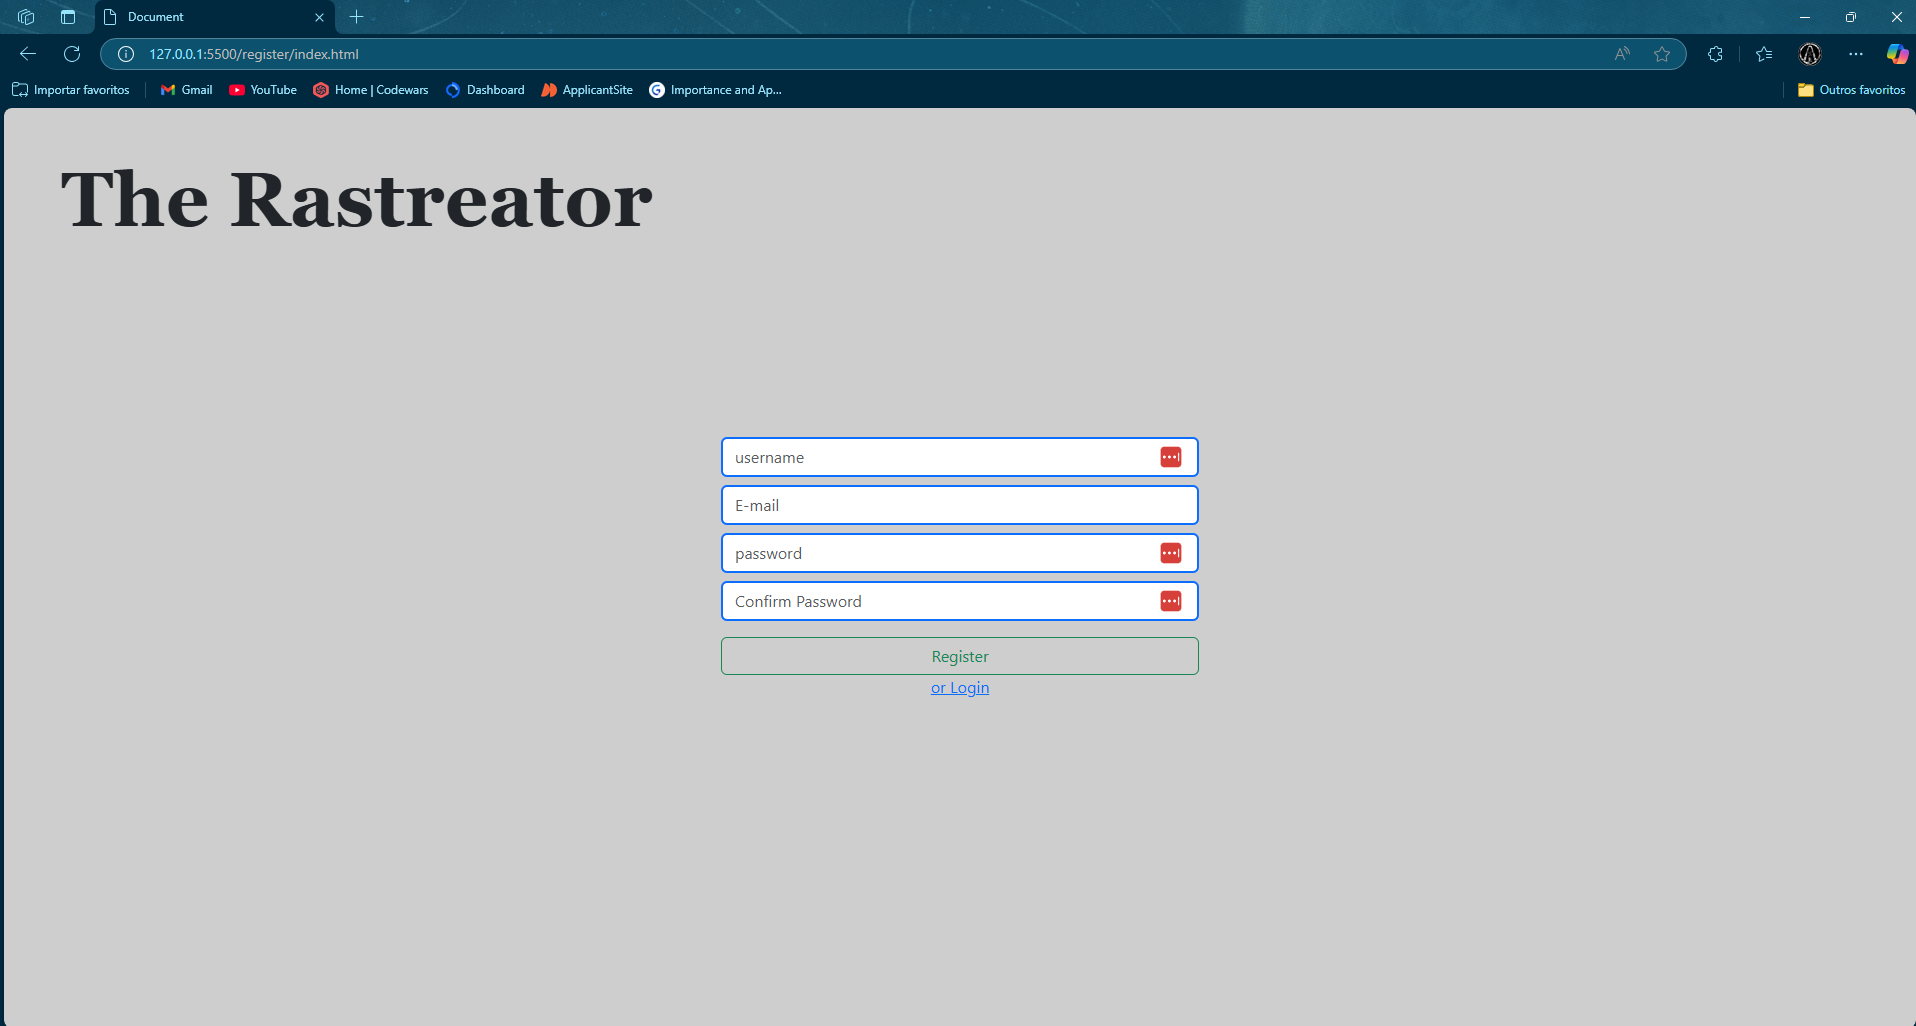 Document
127.0.0.1:5500/register/index.html
Importar favoritos
Gmail
YouTube
Home | Codewars
Dashboard
ApplicantSite
Importance and Ap...
Outros favoritos
The Rastreator
username
E-mail
password
Confirm Password
Register
or Login